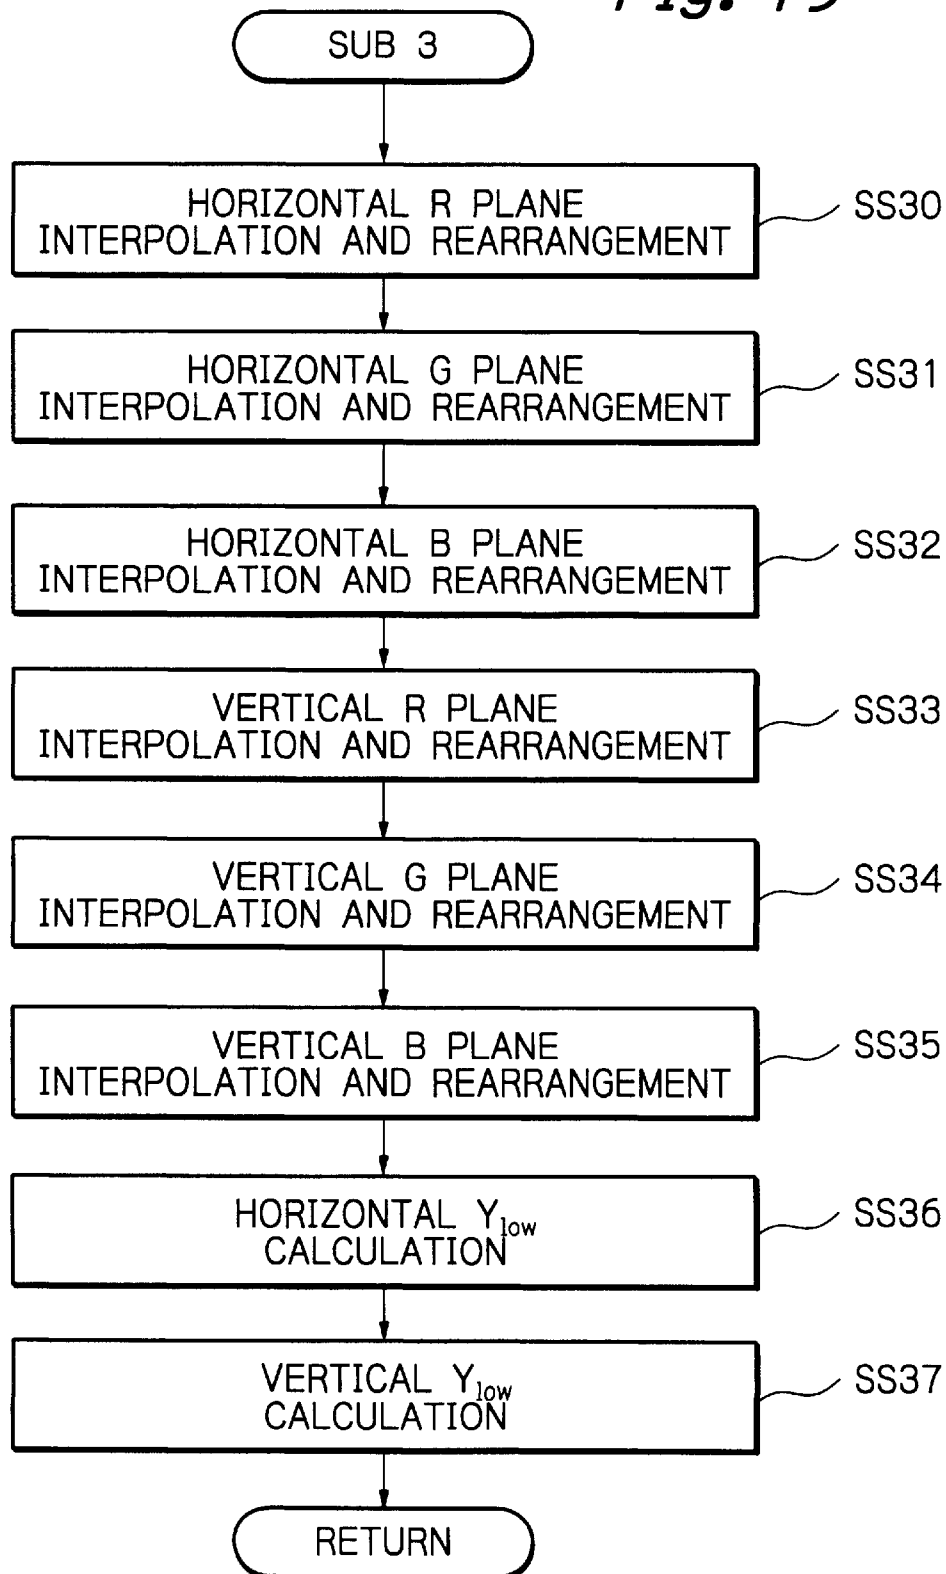 Fig. 19
SUB 3
HORIZONTAL R PLANE
INTERPOLATION AND REARRANGEMENT
SS30
HORIZONTAL G PLANE
INTERPOLATION AND REARRANGEMENT
SS31
HORIZONTAL B PLANE
INTERPOLATION AND REARRANGEMENT
SS32
VERTICAL R PLANE
INTERPOLATION AND REARRANGEMENT
SS33
VERTICAL G PLANE
INTERPOLATION AND REARRANGEMENT
SS34
VERTICAL B PLANE
INTERPOLATION AND REARRANGEMENT
SS35
HORIZONTAL Ylow
CALCULATION
SS36
VERTICAL Ylow
CALCULATION
SS37
RETURN